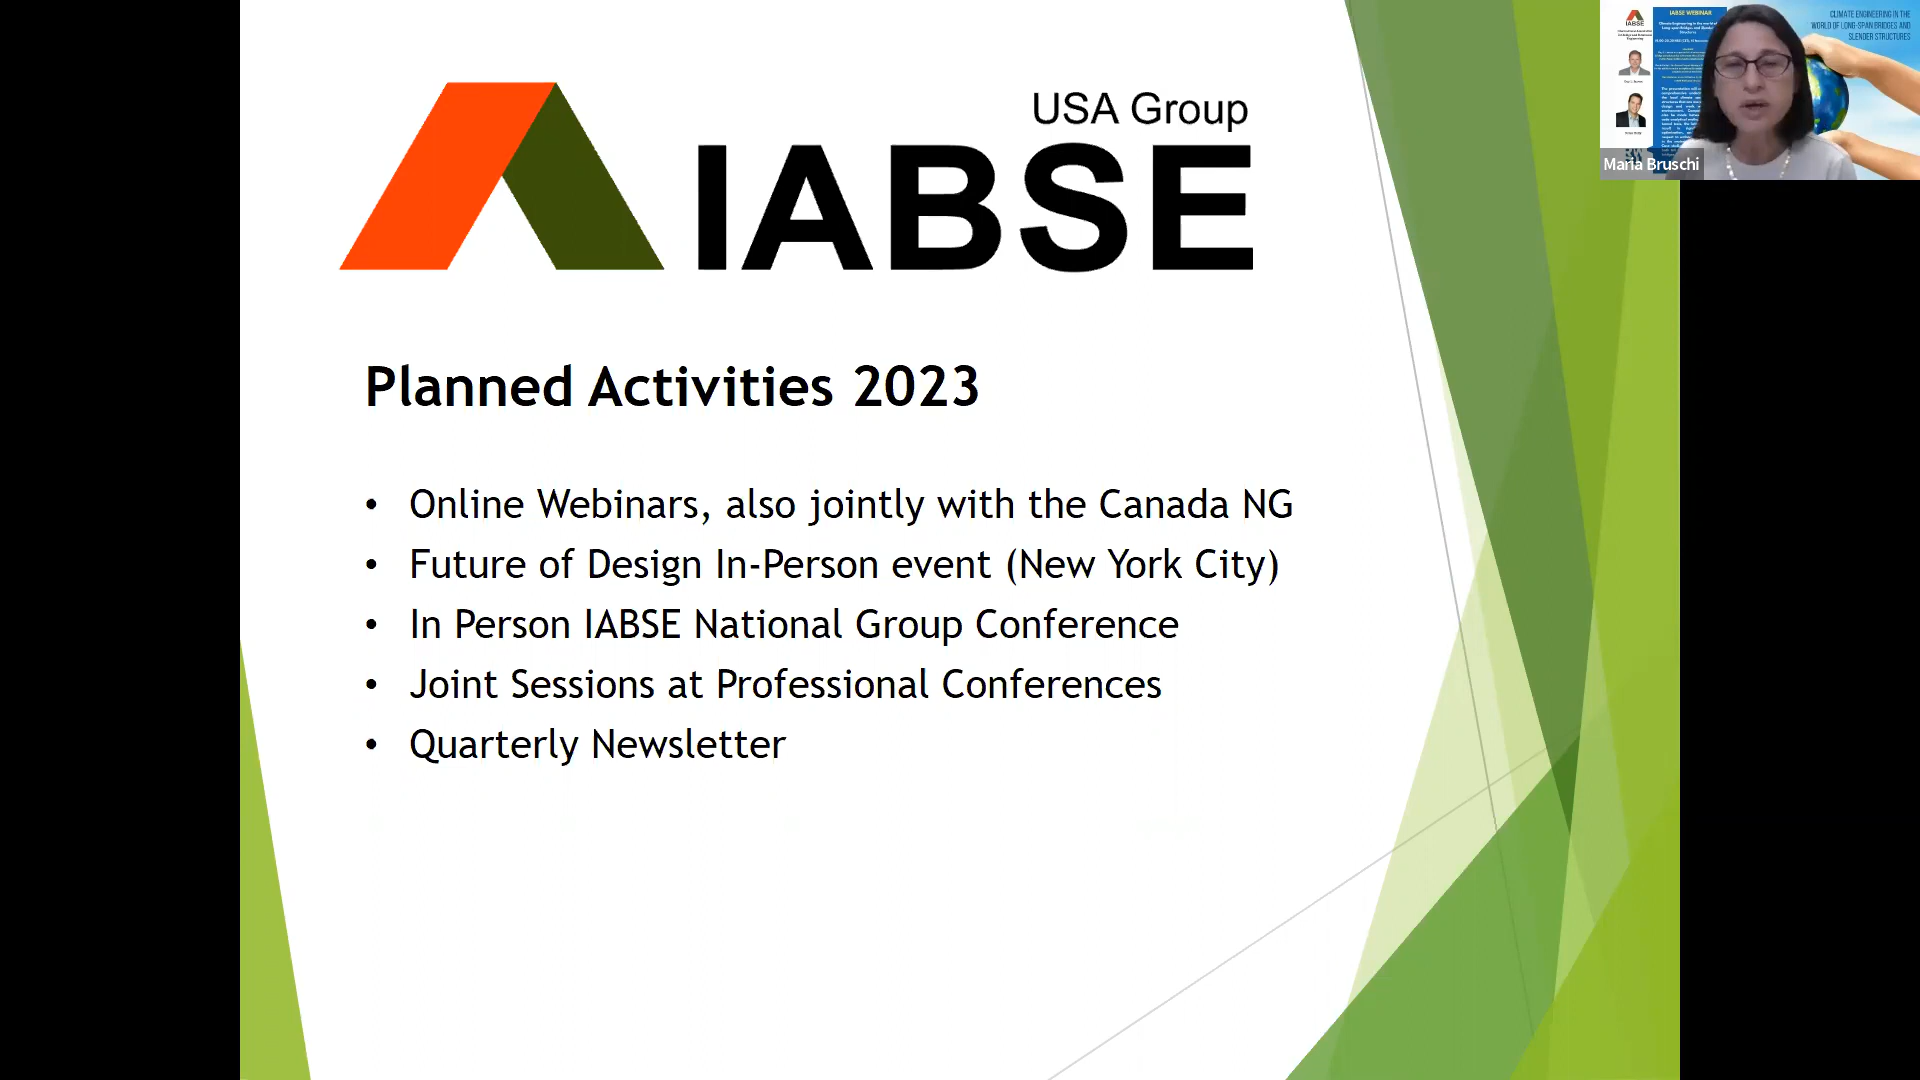 USA Group
IABSE
Planned Activities 2023
• Online Webinars, also jointly with the Canada NG
• Future of Design In-Person event (New York City)
• In Person IABSE National Group Conference
• Joint Sessions at Professional Conferences
• Quarterly Newsletter
IABSE
IABSE WEBINAR
CLIMATE ENGINEERING IN THE
WORLD OF LONG-SPAN BRIDGES AND
SLENDER STRUCTURES
Maria Bruschi